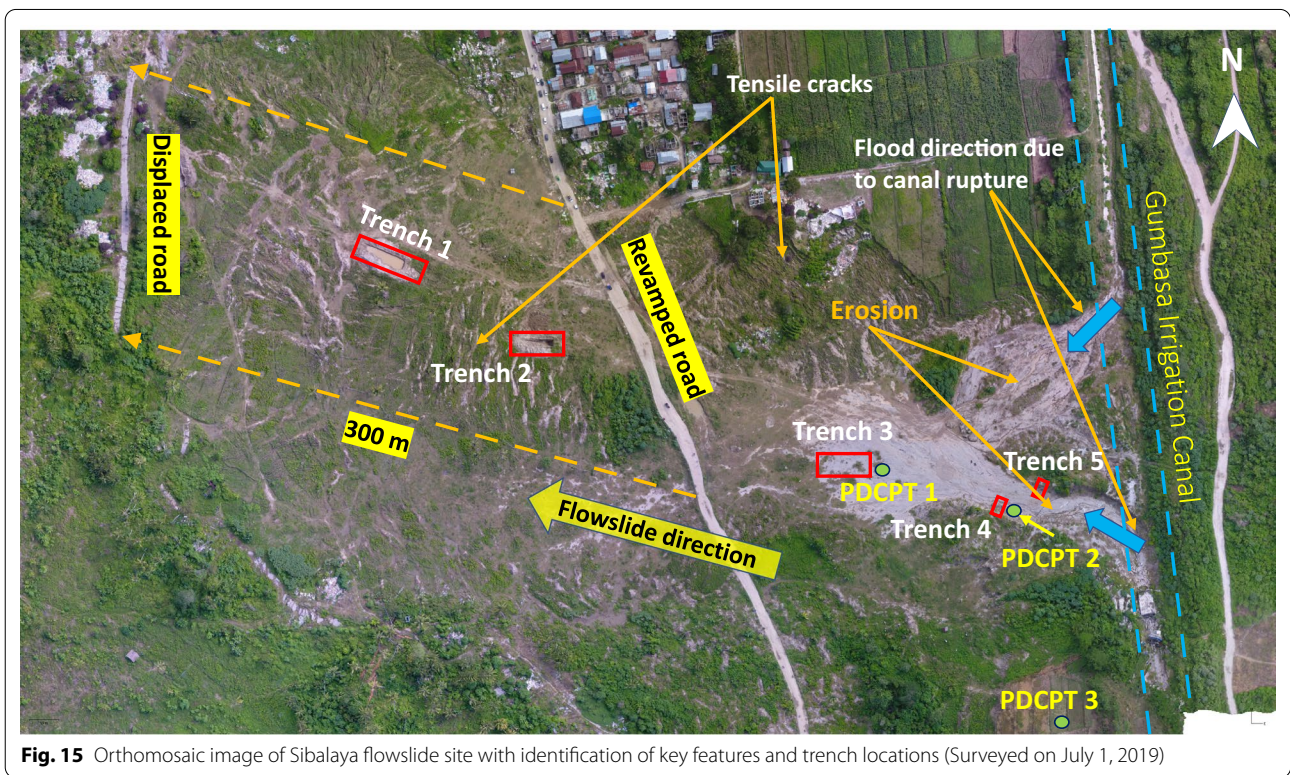 N
Tensile cracks
Flood direction due
to canal rupture
Displaced road
Gumbasa Irrigation Canal
Trench 1
Revamped road
Erosion
Trench 2
300 m
Trench 3
Trench 5
PDCPT 1
Flowslide direction
Trench 4
PDCPT 2
PDCPT 3
Fig. 15 Orthomosaic image of Sibalaya flowslide site with identification of key features and trench locations (Surveyed on July 1, 2019)